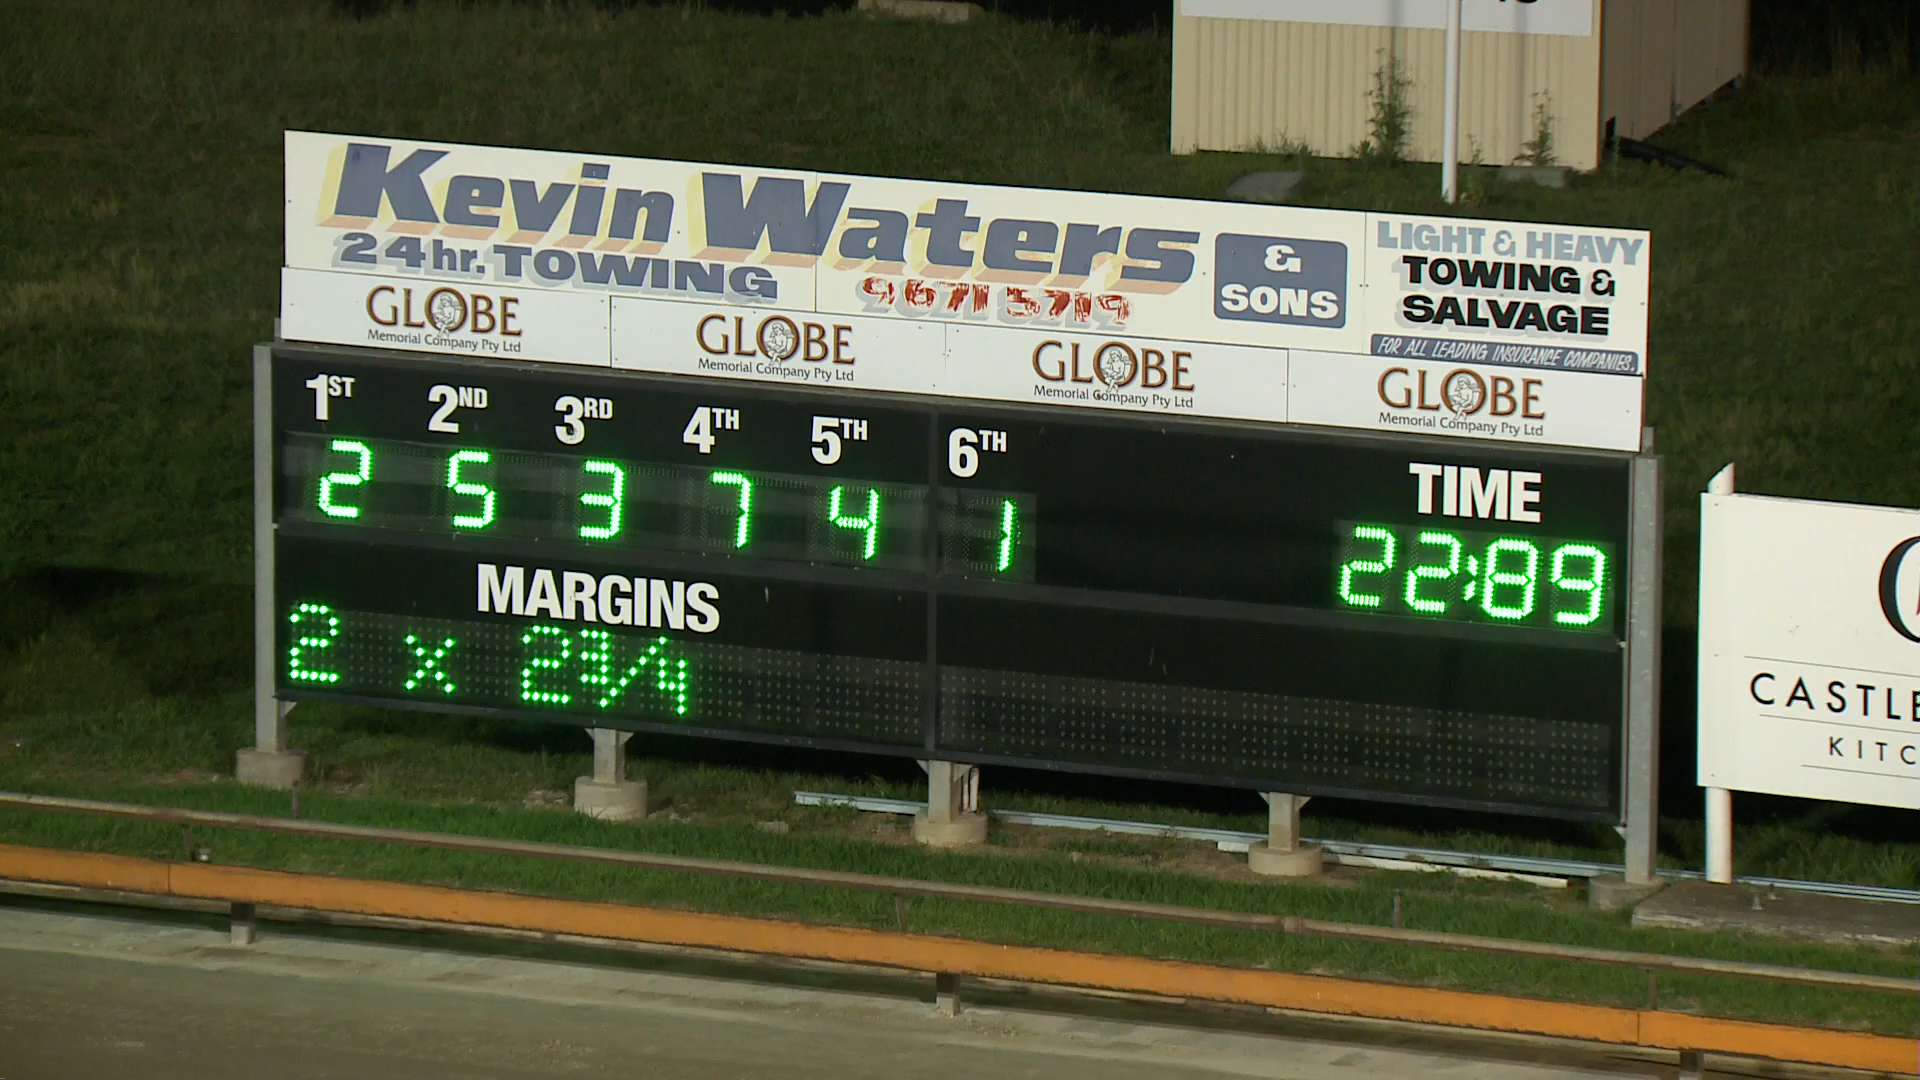 Kevin Waters & SONS
24hr. TOWING
9671 5719
LIGHT & HEAVY
TOWING &
SALVAGE
FOR ALL LEADING INSURANCE COMPANIES.
GLOBE
Memorial Company Pty Ltd
GLOBE
Memorial Company Pty Ltd
GLOBE
Memorial Company Pty Ltd
GLOBE
Memorial Company Pty Ltd
1ST 2ND 3RD 4TH 5TH 6TH TIME
2 5 3 7 4 1 22:89
MARGINS
2 x 2 3/4
CASTLE
KITC